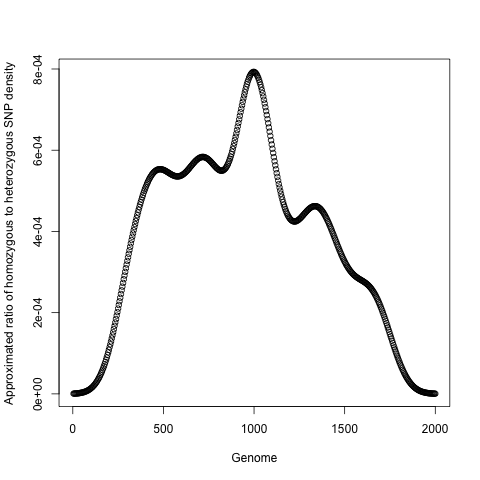 Approximated ratio of homozygous to heterozygous SNP density
8e-04
6e-04
4e-04
2e-04
0e+00
0
500
1000
1500
2000
Genome